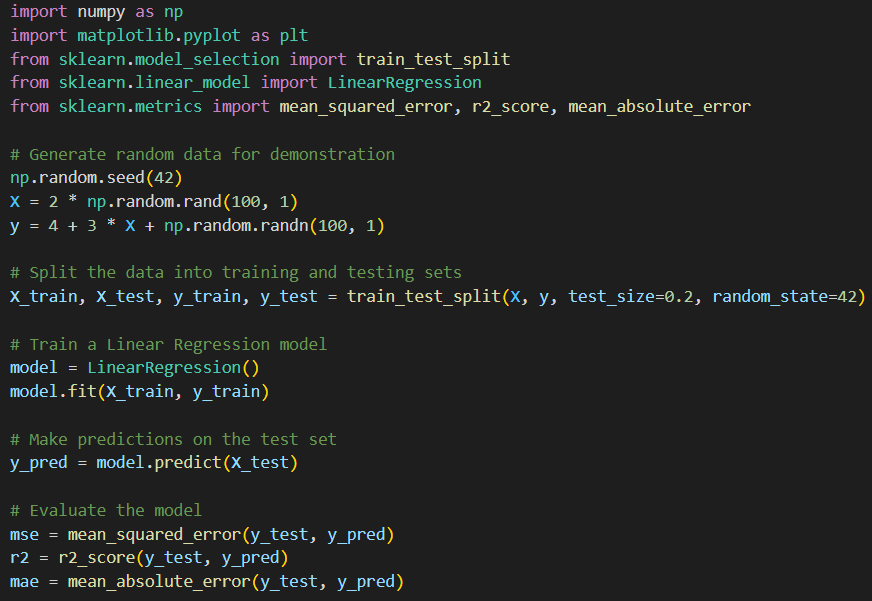 import numpy as np
import matplotlib.pyplot as plt
from sklearn.model_selection import train_test_split
from sklearn.linear_model import LinearRegression
from sklearn.metrics import mean_squared_error, r2_score, mean_absolute_error

# Generate random data for demonstration
np.random.seed(42)
X = 2 * np.random.rand(100, 1)
y = 4 + 3 * X + np.random.randn(100, 1)

# Split the data into training and testing sets
X_train, X_test, y_train, y_test = train_test_split(X, y, test_size=0.2, random_state=42)

# Train a Linear Regression model
model = LinearRegression()
model.fit(X_train, y_train)

# Make predictions on the test set
y_pred = model.predict(X_test)

# Evaluate the model
mse = mean_squared_error(y_test, y_pred)
r2 = r2_score(y_test, y_pred)
mae = mean_absolute_error(y_test, y_pred)